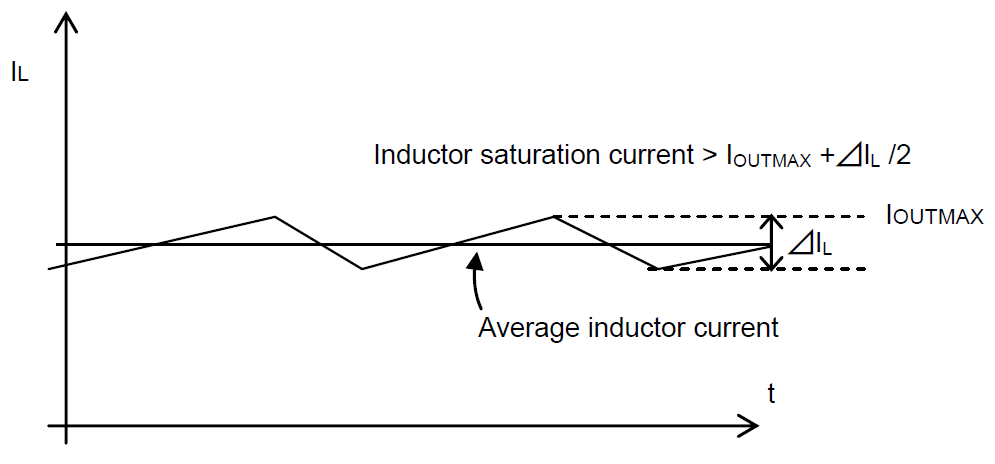 IL
Inductor saturation current > IOUTMAX +⊿IL /2
IOUTMAX
⊿IL
Average inductor current
t